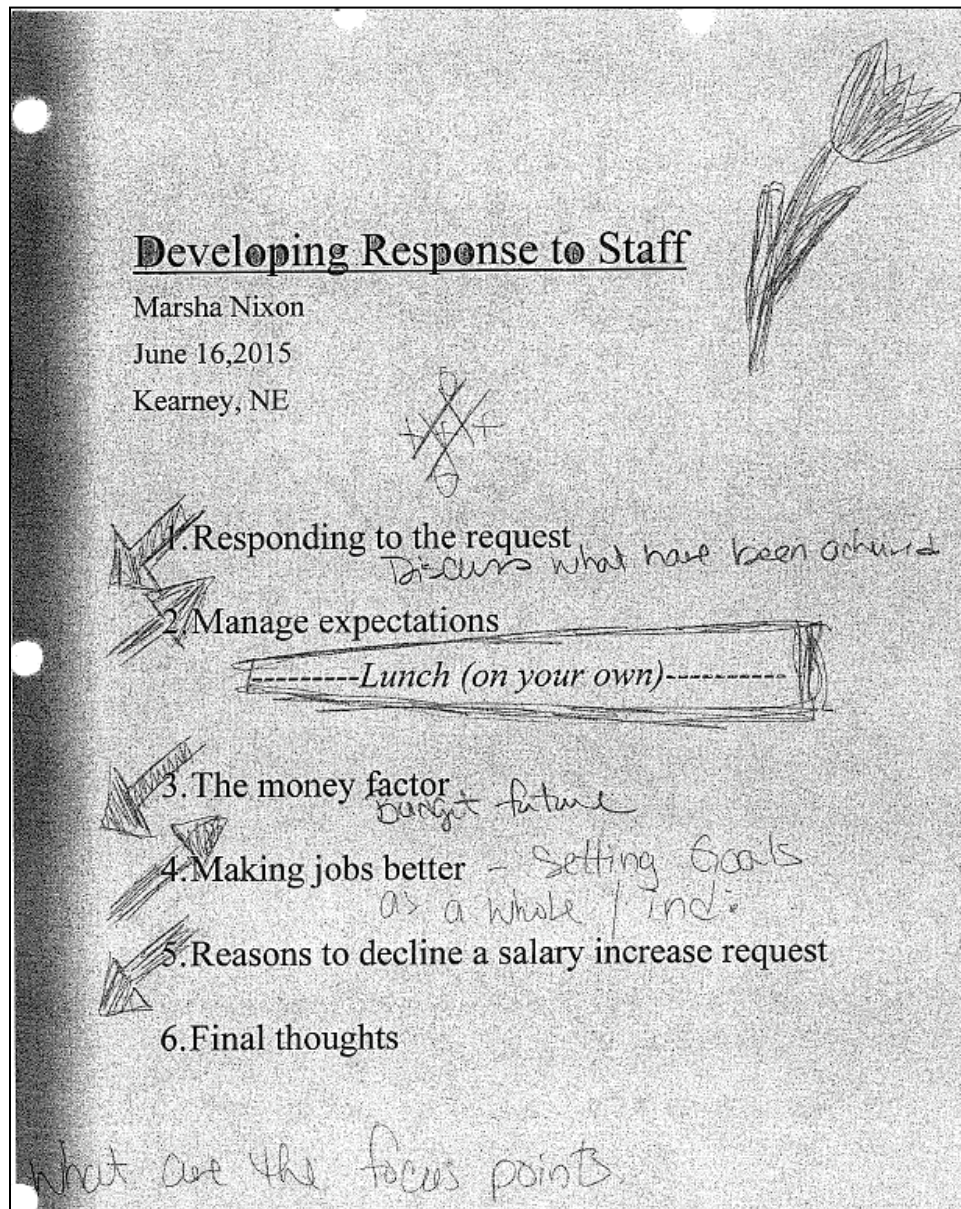 Developing Response to Staff
Marsha Nixon
June 16,2015
Kearney, NE
1.Responding to the request
Discuss what have been achieved
2.Manage expectations
---------Lunch (on your own)----------
3.The money factor
budget future
4.Making jobs better - Setting Goals
as a whole / ind.
5.Reasons to decline a salary increase request
6.Final thoughts
What are the focus points